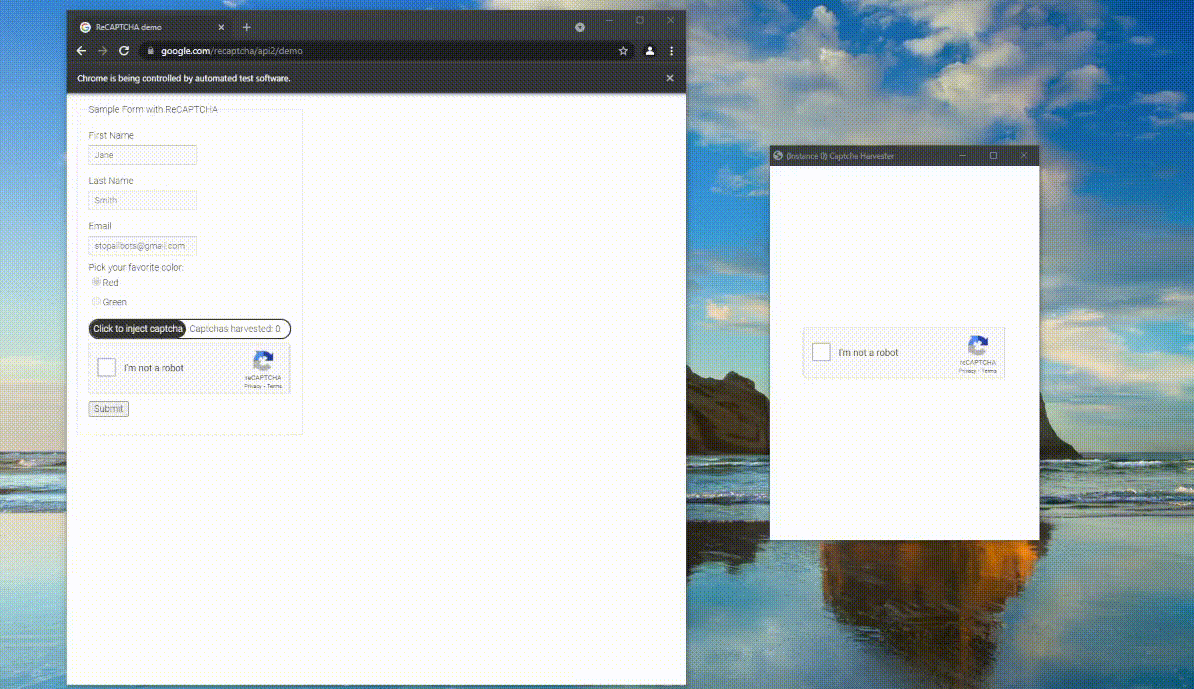 ReCAPTCHA demo
google.com/recaptcha/api2/demo
Chrome is being controlled by automated test software.
Sample Form with ReCAPTCHA
First Name
Jane
Last Name
Smith
Email
stopallbots@gmail.com
Pick your favorite color:
Red
Green
Click to inject captcha Captchas harvested: 0
I'm not a robot
reCAPTCHA
Privacy - Terms
Submit
(Instance 0) Captcha Harvester
I'm not a robot
reCAPTCHA
Privacy - Terms